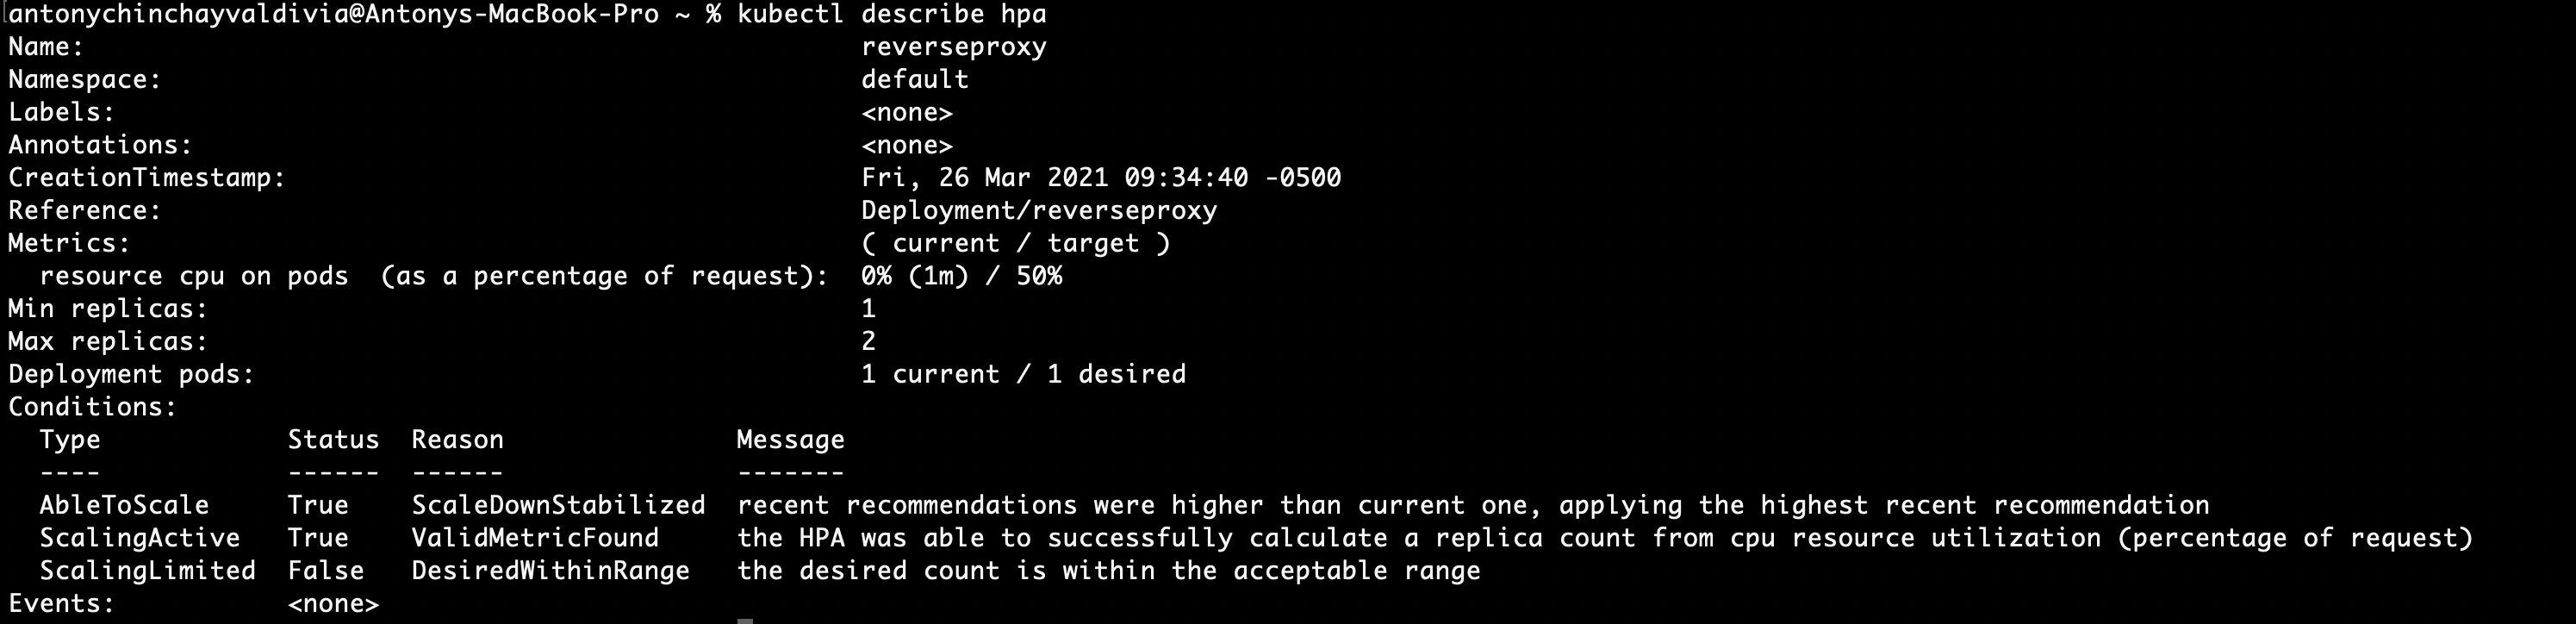 antonychinchayvaldivia@Antonys-MacBook-Pro ~ % kubectl describe hpa
Name:                                                  reverseproxy
Namespace:                                             default
Labels:                                                <none>
Annotations:                                           <none>
CreationTimestamp:                                     Fri, 26 Mar 2021 09:34:40 -0500
Reference:                                             Deployment/reverseproxy
Metrics:                                               ( current / target )
  resource cpu on pods  (as a percentage of request):  0% (1m) / 50%
Min replicas:                                          1
Max replicas:                                          2
Deployment pods:                                       1 current / 1 desired
Conditions:
  Type            Status  Reason               Message
  ----            ------  ------               -------
  AbleToScale     True    ScaleDownStabilized  recent recommendations were higher than current one, applying the highest recent recommendation
  ScalingActive   True    ValidMetricFound     the HPA was able to successfully calculate a replica count from cpu resource utilization (percentage of request)
  ScalingLimited  False   DesiredWithinRange   the desired count is within the acceptable range
Events:           <none>